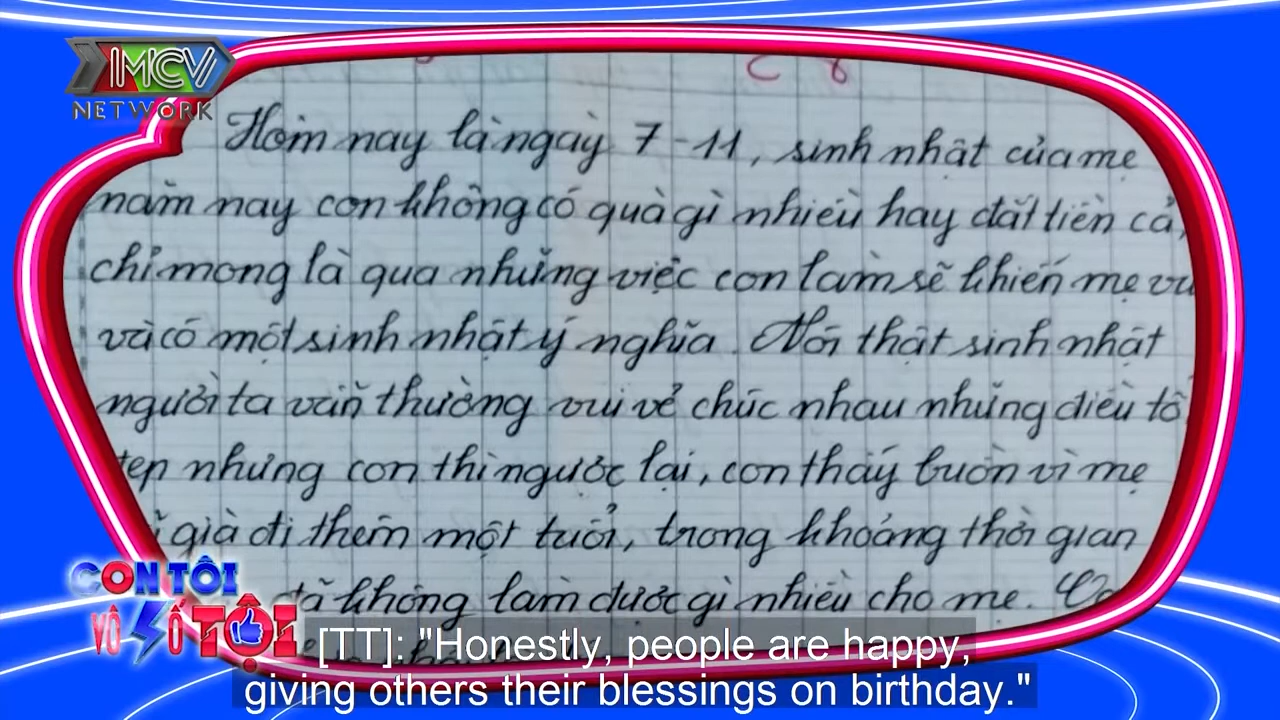 MCV
NETWORK
Hôm nay là ngày 7-11, sinh nhật của mẹ
năm nay con không có quà gì nhiều hay đắt tiền cả,
chỉ mong là qua những việc con làm sẽ khiến mẹ
và có một sinh nhật ý nghĩa. Nói thật sinh nhật
người ta vẫn thường vui vẻ chúc nhau những điều
nhưng con thì ngược lại, con thấy buồn vì mẹ
già đi thêm một tuổi, trong khoảng thời gian
đã không làm được gì nhiều cho mẹ.
CON TÔI
VÔ SỐ TỘI
[TT]: "Honestly, people are happy,
giving others their blessings on birthday."